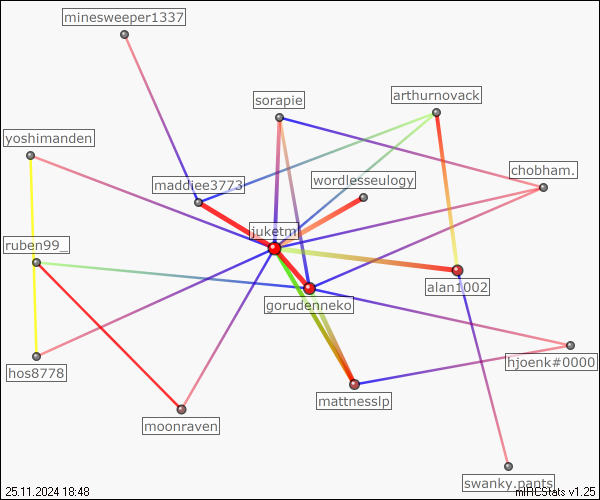 minesweeper1337
sorapie
arthurnovack
yoshimanden
chobham.
maddiee3773
wordlesseulogy
juketm
ruben99_
gorudenneko
alan1002
hos8778
hjoenk#0000
mattnesslp
moonraven
swanky.pants
25.11.2024 18:48
mIRCStats v1.25